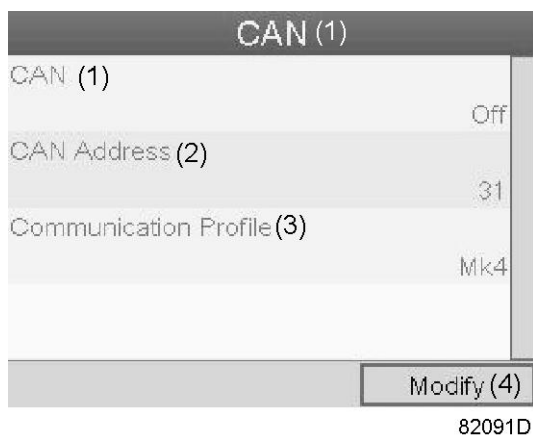 CAN (1)
CAN (1)
Off
CAN Address (2)
31
Communication Profile (3)
Mk4
Modify (4)
82091D